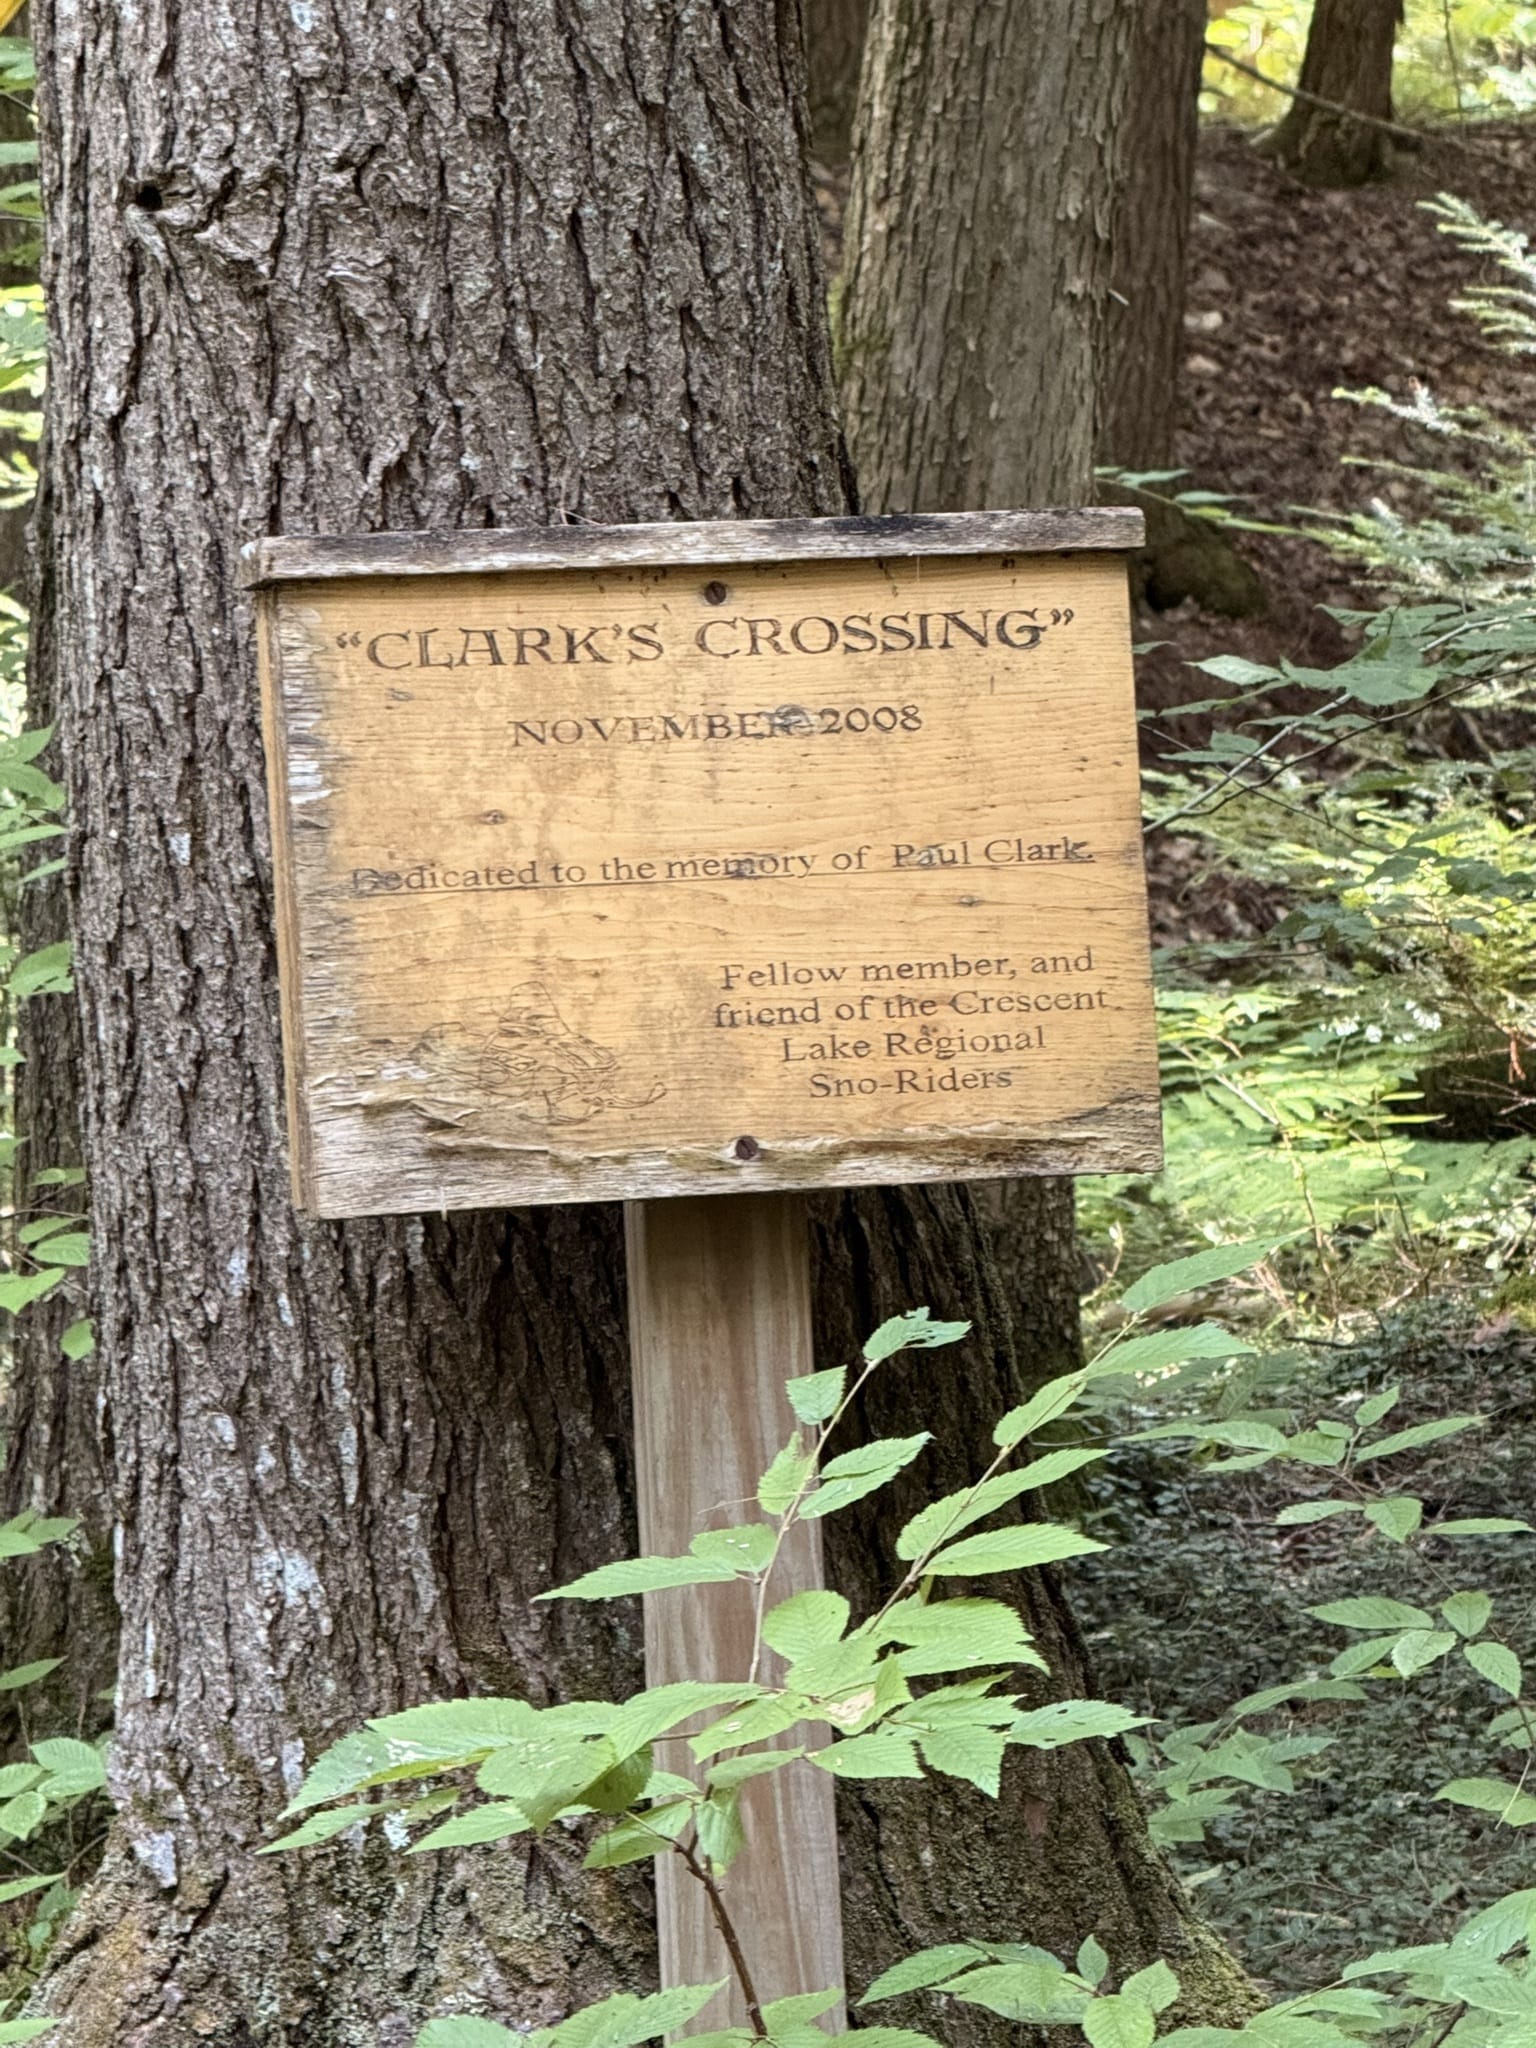 “CLARK’S CROSSING”
NOVEMBER 2008
Dedicated to the memory of Paul Clark.
Fellow member, and
friend of the Crescent
Lake Regional
Sno-Riders